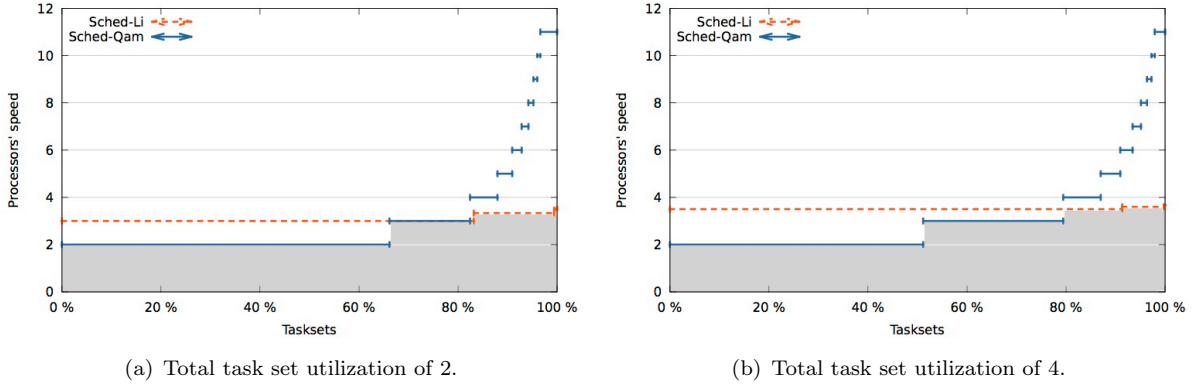 12
10
8
6
4
2
0
Processors' speed
Sched-Li
Sched-Qam
0 %
20 %
40 %
60 %
80 %
100 %
Tasksets
(a) Total task set utilization of 2.
12
10
8
6
4
2
0
Processors' speed
Sched-Li
Sched-Qam
0 %
20 %
40 %
60 %
80 %
100 %
Tasksets
(b) Total task set utilization of 4.